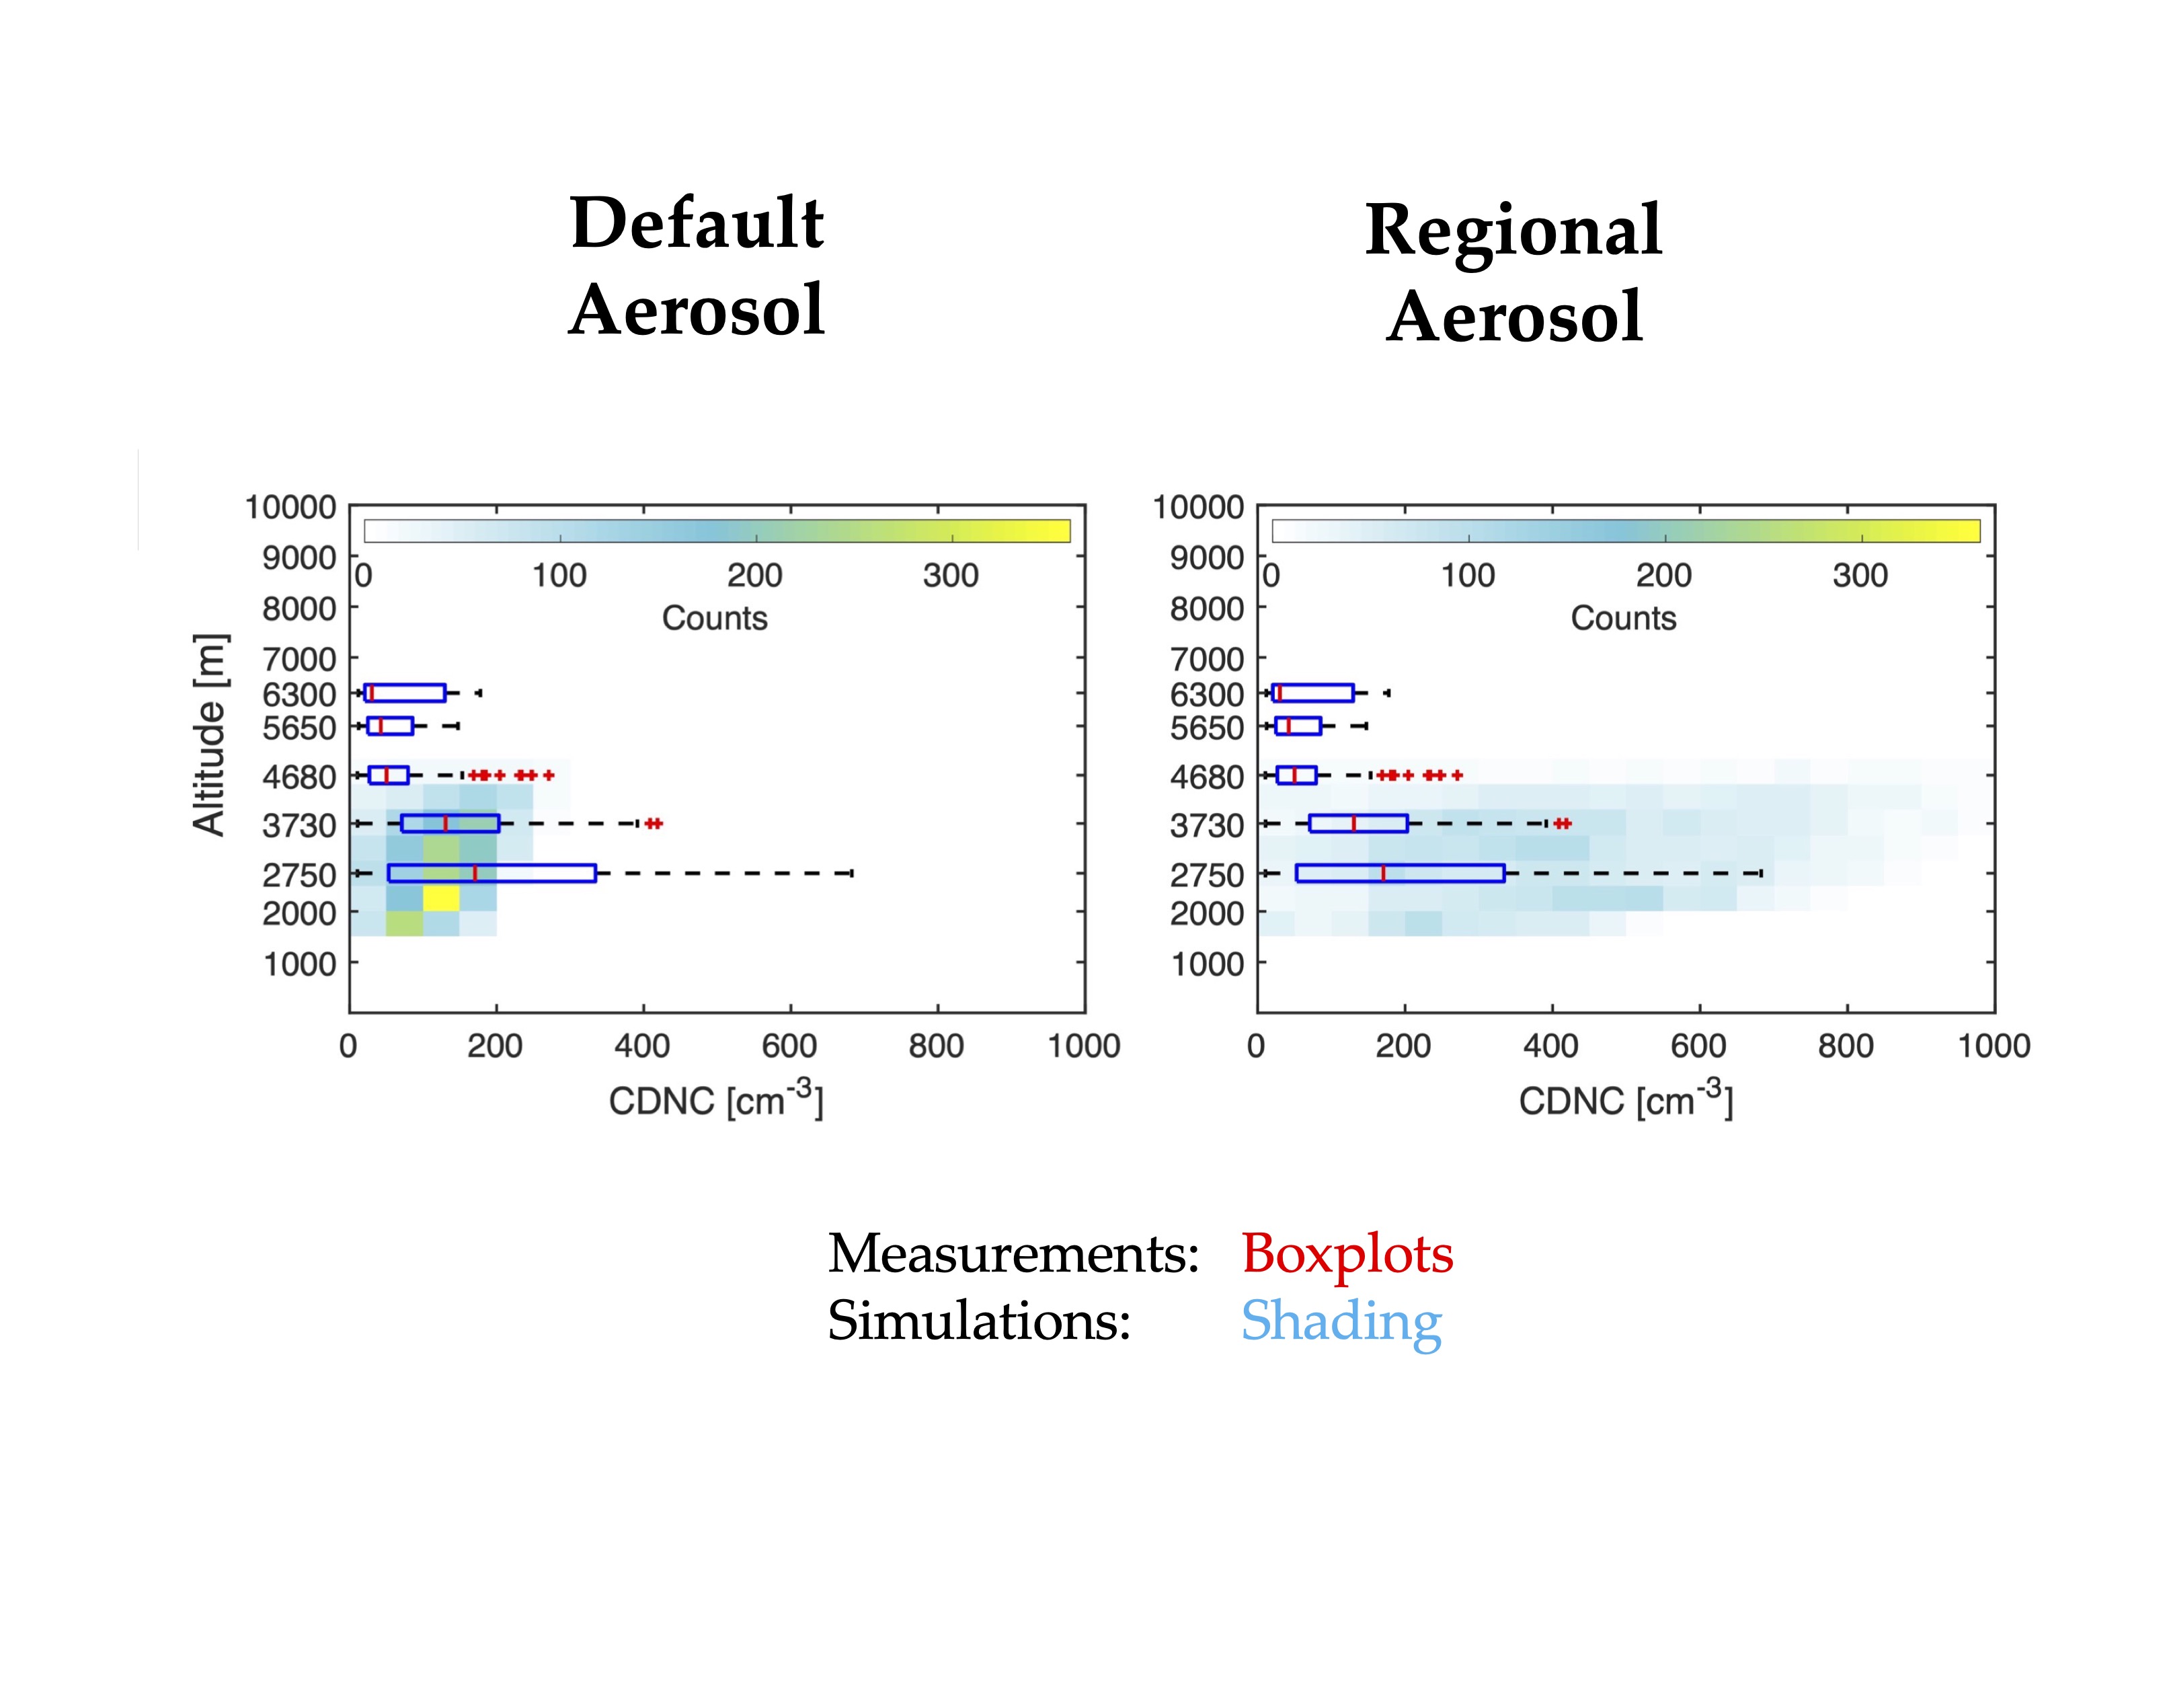 Default
Aerosol
Regional
Aerosol
10000
9000
8000
7000
6300
5650
4680
3730
2750
2000
1000
Altitude [m]
0 100 200 300
Counts
0 200 400 600 800 1000
CDNC [cm-3]
10000
9000
8000
7000
6300
5650
4680
3730
2750
2000
1000
0 100 200 300
Counts
0 200 400 600 800 1000
CDNC [cm-3]
Measurements: Boxplots
Simulations: Shading